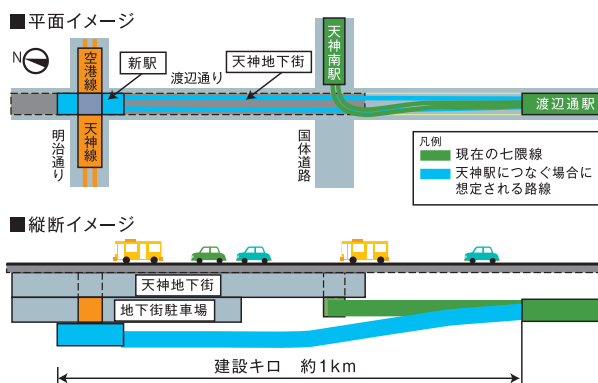 ■平面イメージ
N
空港線
天神線
新駅
渡辺通り
天神地下街
天神南駅
渡辺通駅
明治通り
国体道路
凡例
現在の七隈線
天神駅につなぐ場合に
想定される路線
■縦断イメージ
天神地下街
地下街駐車場
建設キロ 約1km